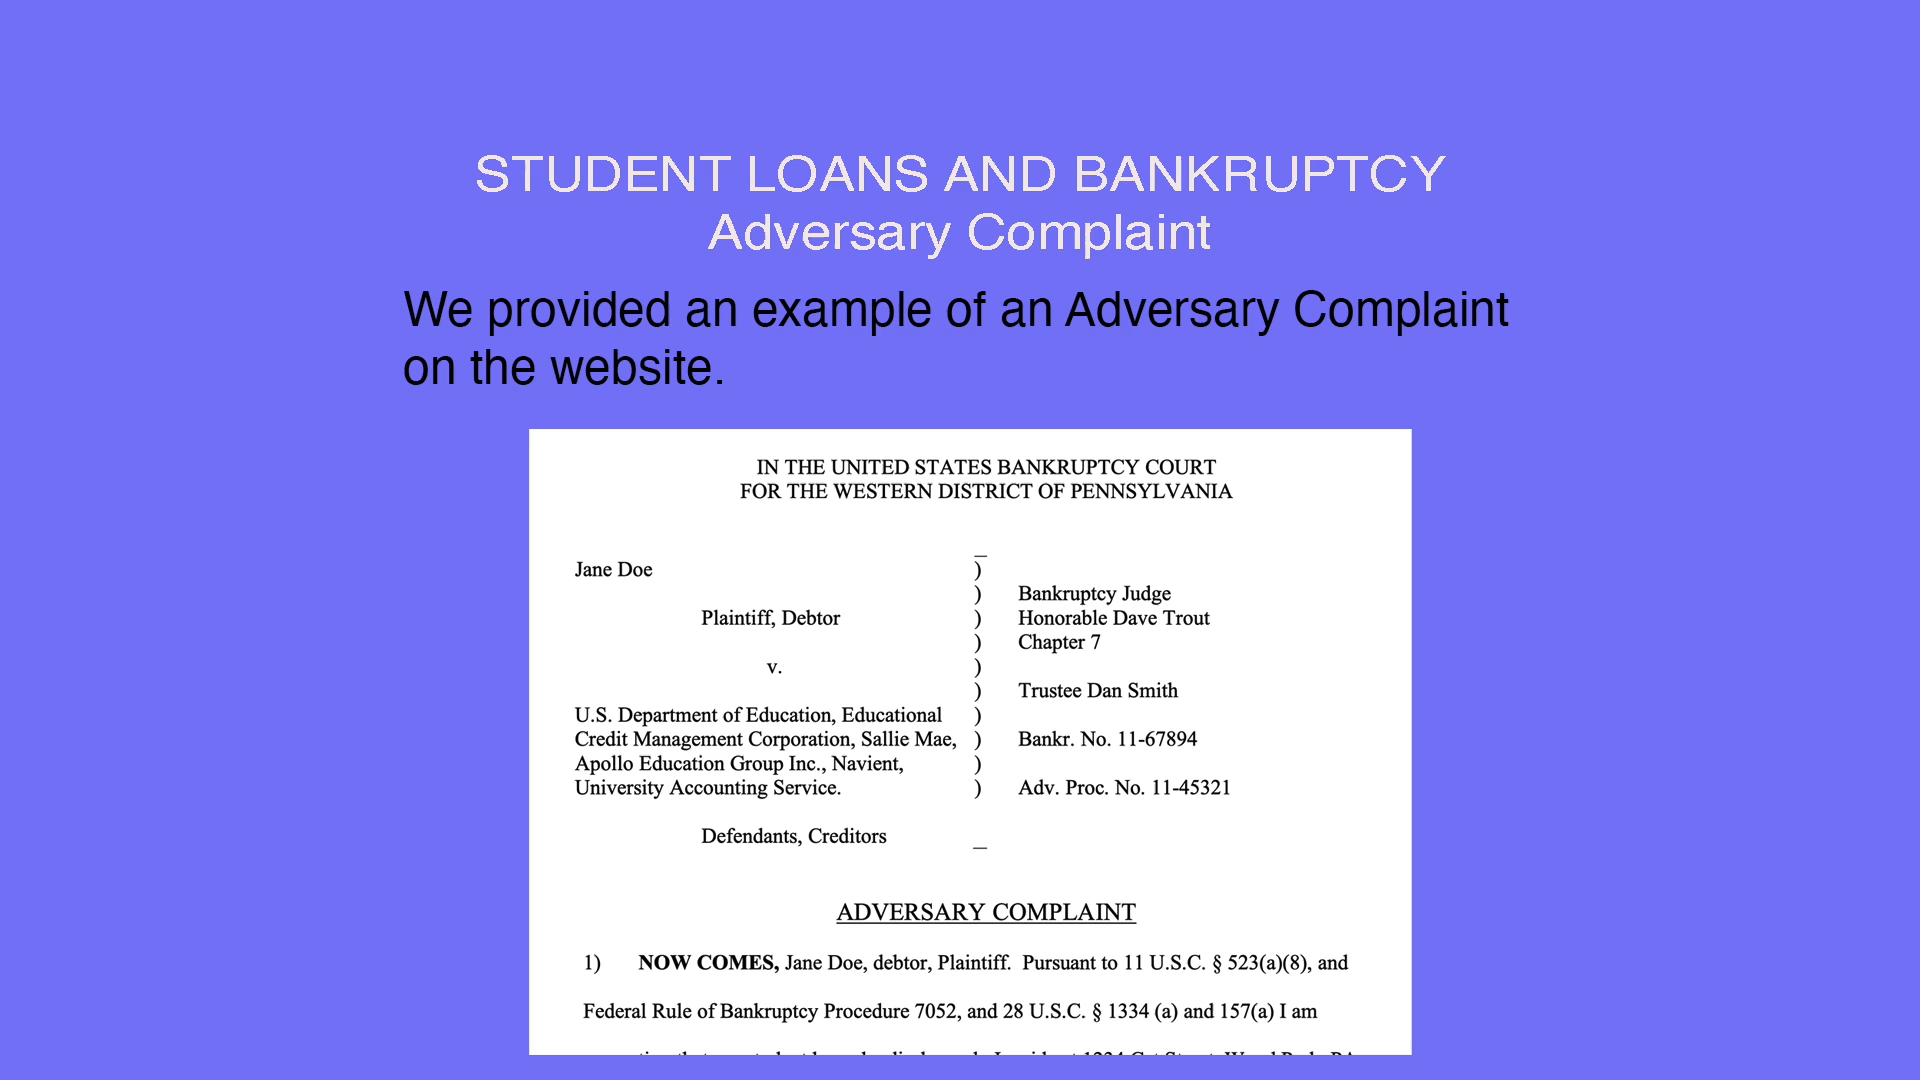 STUDENT LOANS AND BANKRUPTCY
Adversary Complaint
We provided an example of an Adversary Complaint
on the website.
IN THE UNITED STATES BANKRUPTCY COURT
FOR THE WESTERN DISTRICT OF PENNSYLVANIA
_
Jane Doe )
) Bankruptcy Judge
Plaintiff, Debtor ) Honorable Dave Trout
) Chapter 7
v. )
) Trustee Dan Smith
U.S. Department of Education, Educational )
Credit Management Corporation, Sallie Mae, ) Bankr. No. 11-67894
Apollo Education Group Inc., Navient, )
University Accounting Service. ) Adv. Proc. No. 11-45321
Defendants, Creditors _
ADVERSARY COMPLAINT
1) NOW COMES, Jane Doe, debtor, Plaintiff. Pursuant to 11 U.S.C. § 523(a)(8), and
Federal Rule of Bankruptcy Procedure 7052, and 28 U.S.C. § 1334 (a) and 157(a) I am